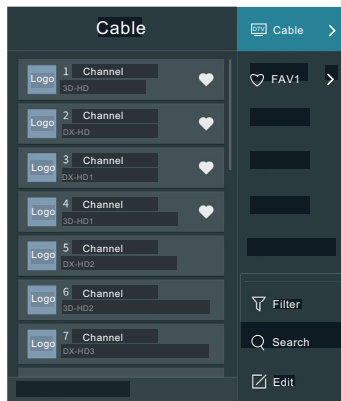 Cable
Logo 1 Channel
3D-HD
Logo 2 Channel
DX-HD
Logo 3 Channel
DX-HD1
Logo 4 Channel
3D-HD1
Logo 5 Channel
DX-HD2
Logo 6 Channel
3D-HD2
Logo 7 Channel
DX-HD3
DTV Cable
FAV1
Filter
Search
Edit